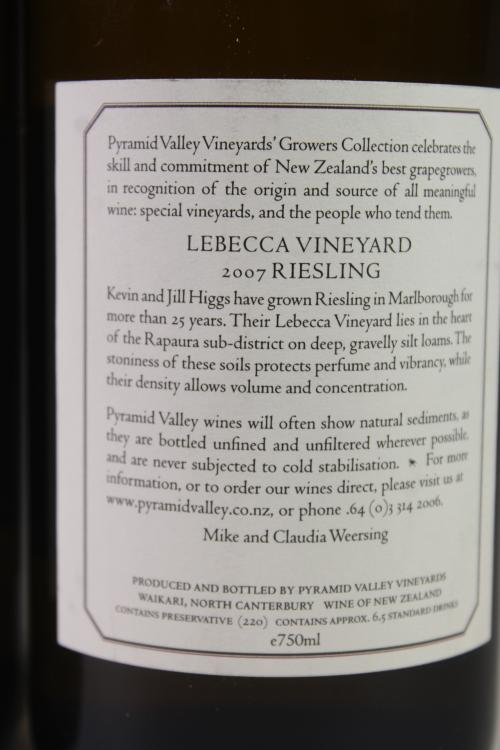 Pyramid Valley Vineyards' Growers Collection celebrates the
skill and commitment of New Zealand's best grapegrowers,
in recognition of the origin and source of all meaningful
wine: special vineyards, and the people who tend them.
LEBECCA VINEYARD
2007 RIESLING
Kevin and Jill Higgs have grown Riesling in Marlborough for
more than 25 years. Their Lebecca Vineyard lies in the heart
of the Rapaura sub-district on deep, gravelly silt loams. The
stoniness of these soils protects perfume and vibrancy, while
their density allows volume and concentration.
Pyramid Valley wines will often show natural sediments, as
they are bottled unfined and unfiltered wherever possible,
and are never subjected to cold stabilisation. For more
information, or to order our wines direct, please visit us at
www.pyramidvalley.co.nz, or phone .64 (0)3 314 2006.
Mike and Claudia Weersing
PRODUCED AND BOTTLED BY PYRAMID VALLEY VINEYARDS
WAIKARI, NORTH CANTERBURY WINE OF NEW ZEALAND
CONTAINS PRESERVATIVE (220) CONTAINS APPROX. 6.5 STANDARD DRINKS
e750ml